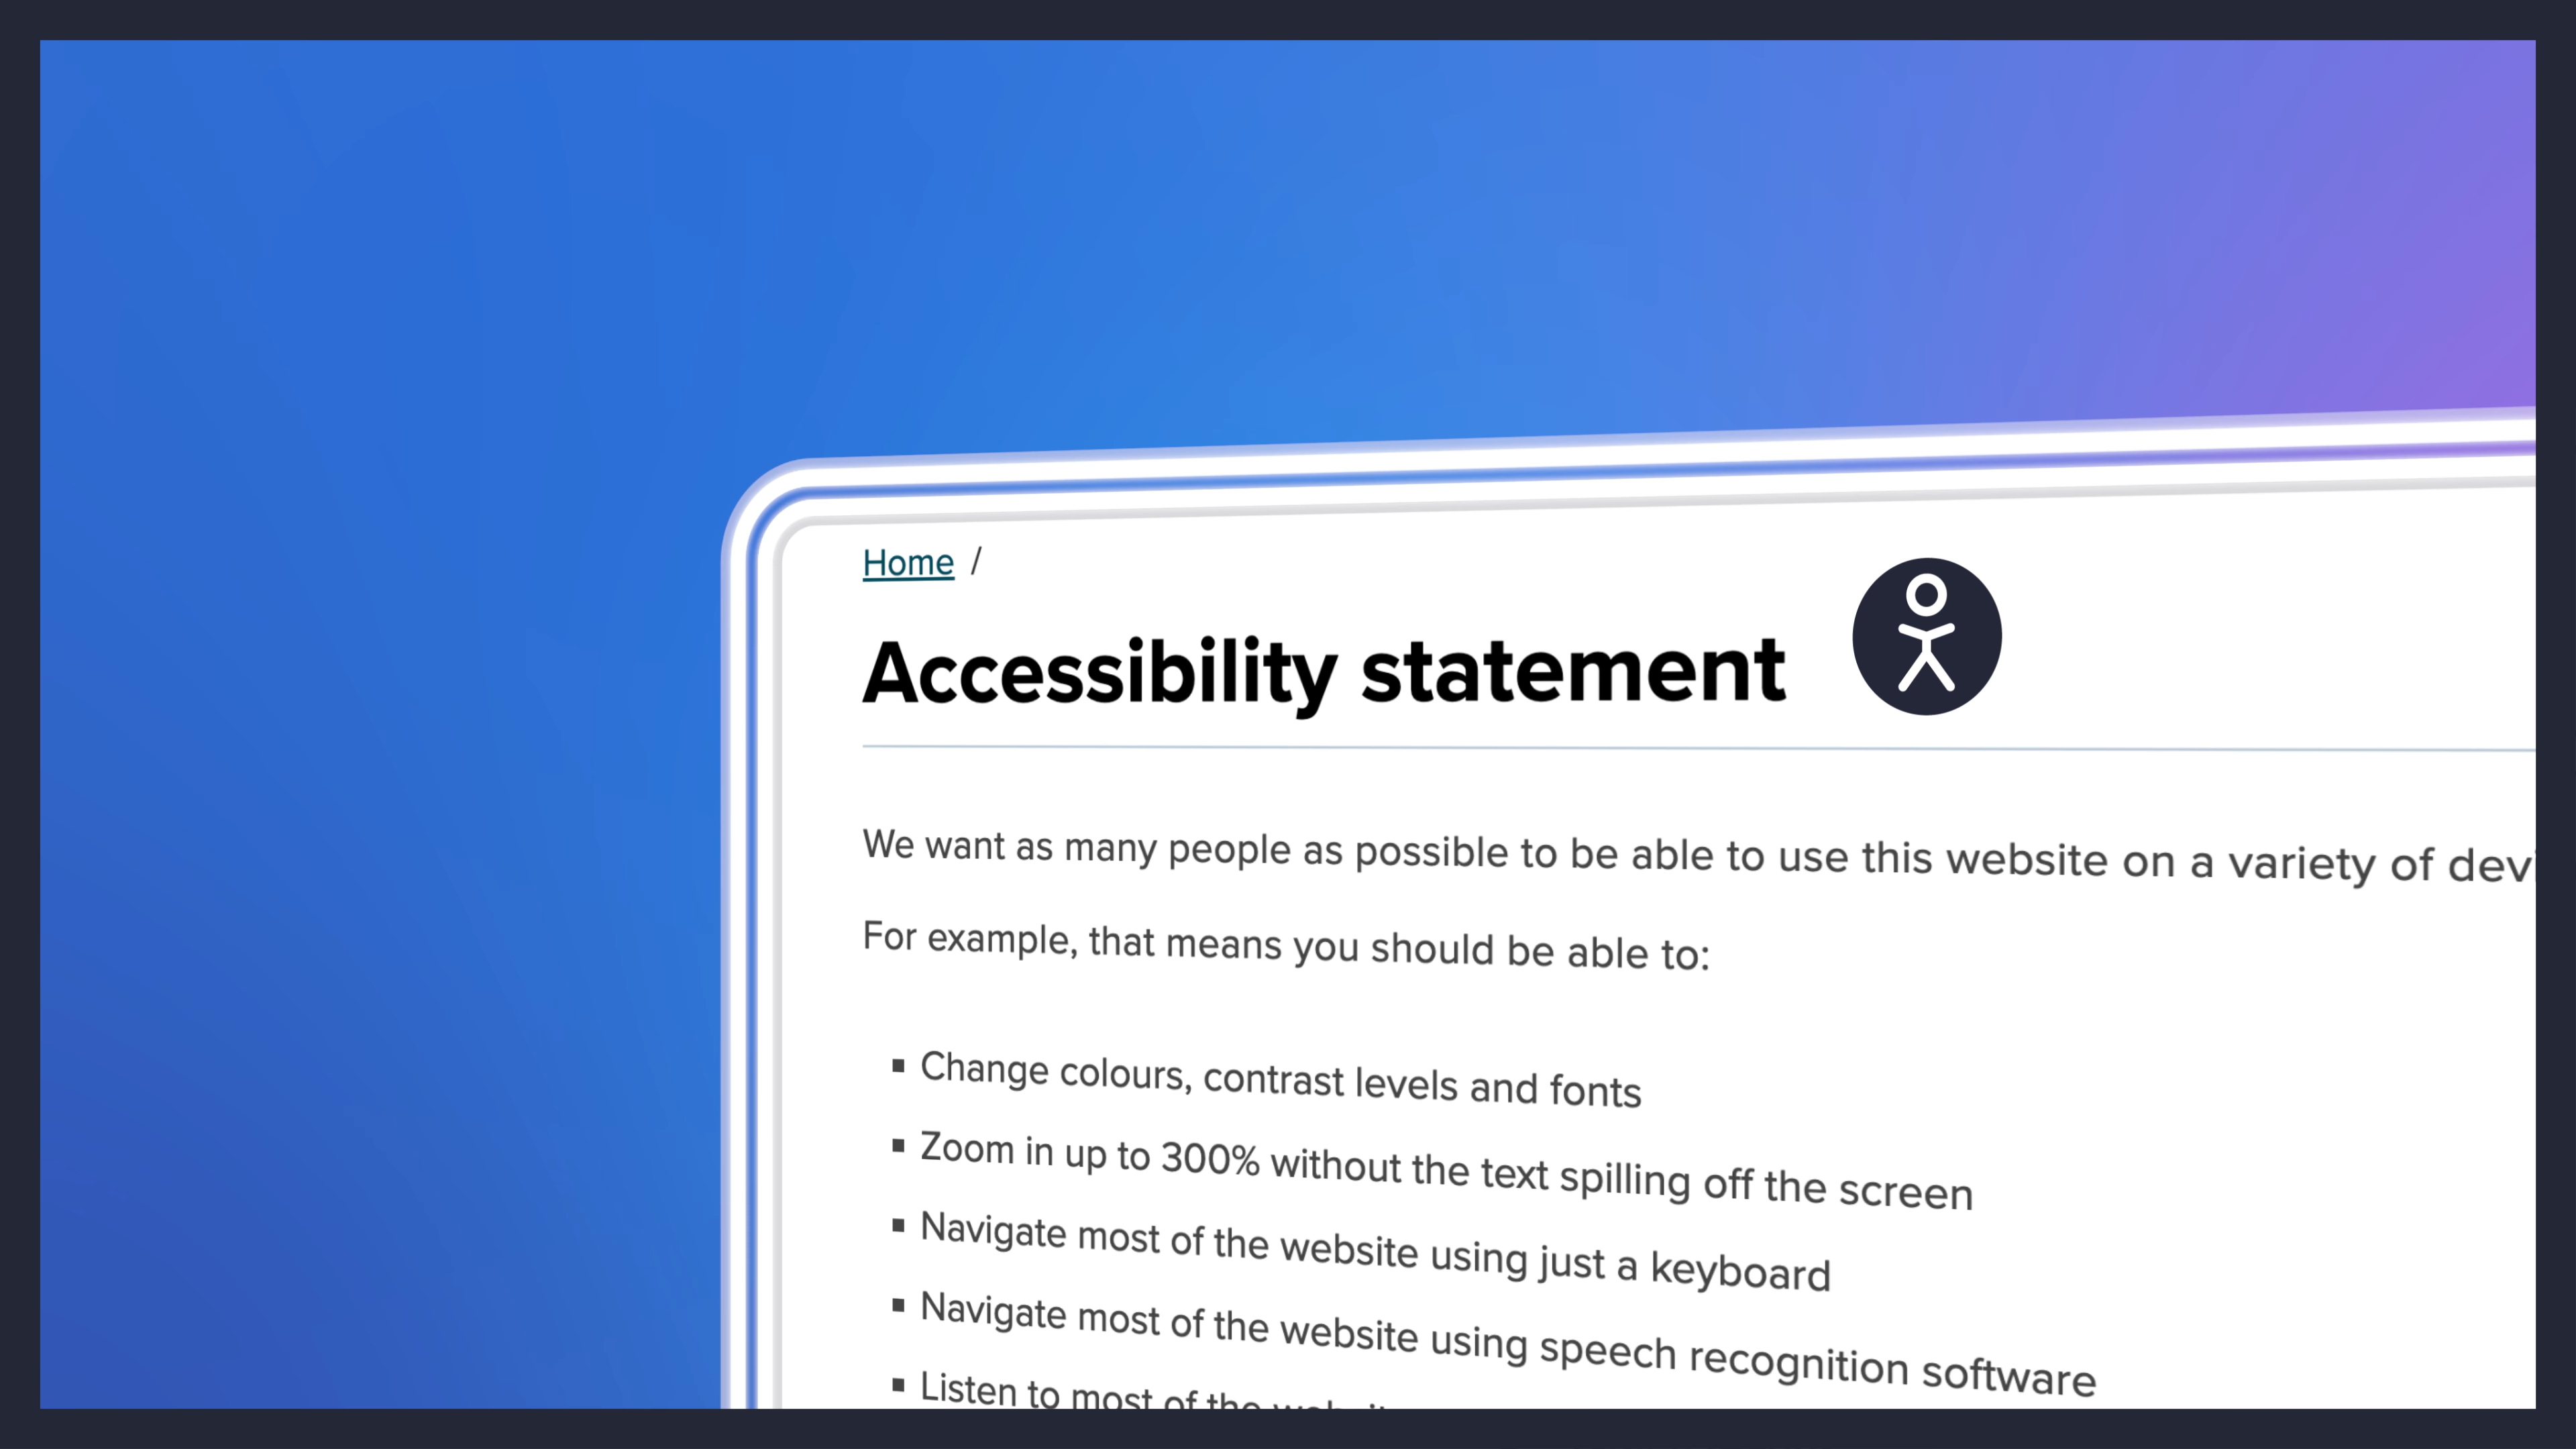 Home /
Accessibility statement
We want as many people as possible to be able to use this website on a variety of
For example, that means you should be able to:
▪ Change colours, contrast levels and fonts
▪ Zoom in up to 300% without the text spilling off the screen
▪ Navigate most of the website using just a keyboard
▪ Navigate most of the website using speech recognition software
▪ Listen to most of the